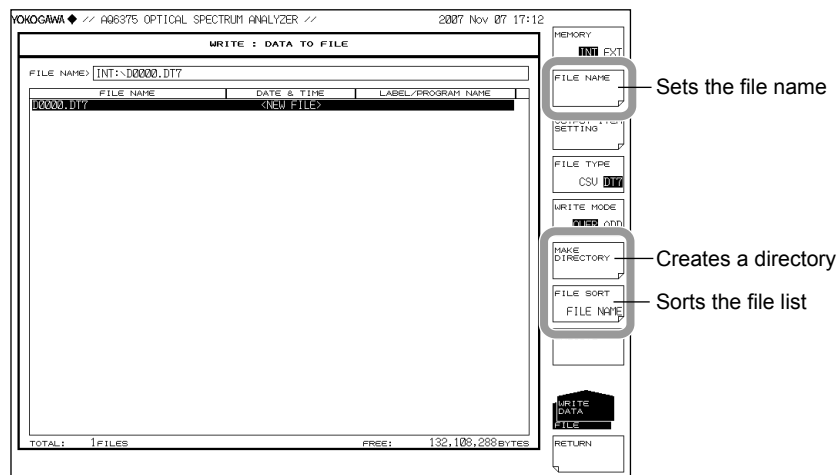 YOKOGAWA ◆ // AQ6375 OPTICAL SPECTRUM ANALYZER // 2007 Nov 07 17:12
WRITE : DATA TO FILE
FILE NAME> INT:\D0000.DT7
FILE NAME DATE & TIME LABEL/PROGRAM NAME
D0000.DT7 <NEW FILE>
TOTAL: 1FILES FREE: 132,108,288BYTES
MEMORY
INT EXT
FILE NAME
Sets the file name
OUTPUT ITEM
SETTING
FILE TYPE
CSV DT7
WRITE MODE
OVER ADD
MAKE
DIRECTORY
Creates a directory
FILE SORT
FILE NAME
Sorts the file list
WRITE
DATA
FILE
RETURN